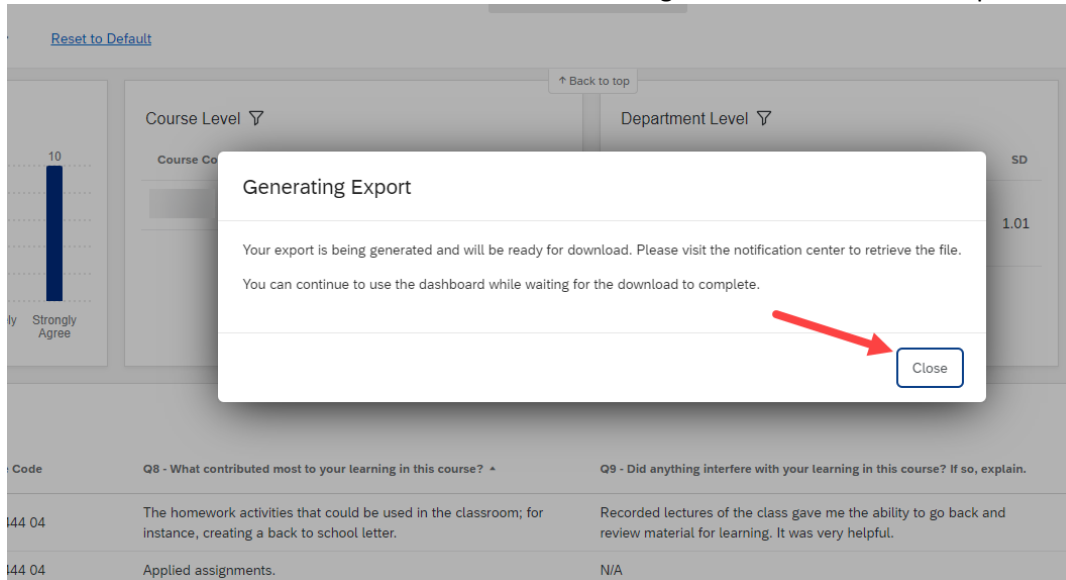 Reset to Default
↑ Back to top
Course Level
Department Level
10
Course Co
SD
Generating Export
1.01
Your export is being generated and will be ready for download. Please visit the notification center to retrieve the file.
You can continue to use the dashboard while waiting for the download to complete.
Strongly
Agree
Close
Code
Q8 - What contributed most to your learning in this course?
Q9 - Did anything interfere with your learning in this course? If so, explain.
444 04
The homework activities that could be used in the classroom; for
instance, creating a back to school letter.
Recorded lectures of the class gave me the ability to go back and
review material for learning. It was very helpful.
444 04
Applied assignments.
N/A